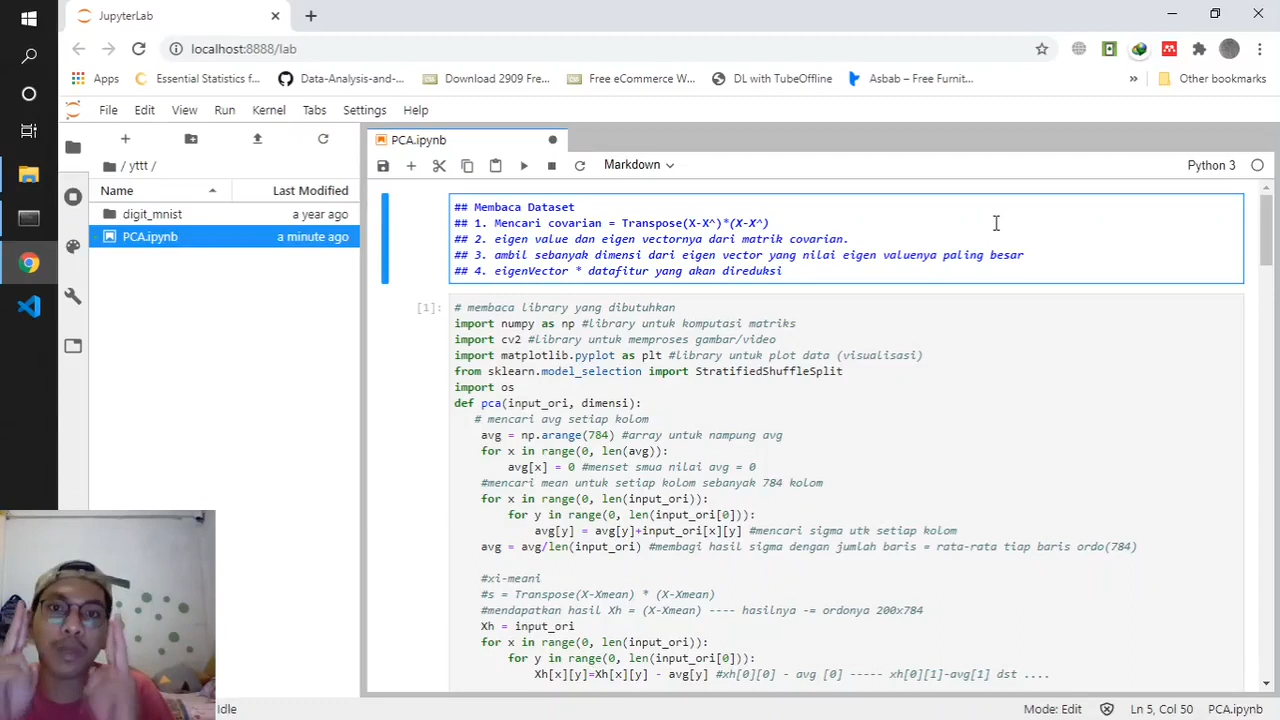 JupyterLab
localhost:8888/lab
Apps
Essential Statistics f...
Data-Analysis-and-...
Download 2909 Fre...
Free eCommerce W...
DL with TubeOffline
Asbab – Free Furnit...
»
Other bookmarks
File Edit View Run Kernel Tabs Settings Help
PCA.ipynb
/ yttt /
Markdown
Python 3
Name Last Modified
digit_mnist a year ago
PCA.ipynb a minute ago
## Membaca Dataset
## 1. Mencari covarian = Transpose(X-X^)*(X-X^)
## 2. eigen value dan eigen vectornya dari matrik covarian.
## 3. ambil sebanyak dimensi dari eigen vector yang nilai eigen valuenya paling besar
## 4. eigenVector * datafitur yang akan direduksi
[1]:
# membaca library yang dibutuhkan
import numpy as np #library untuk komputasi matriks
import cv2 #library untuk memproses gambar/video
import matplotlib.pyplot as plt #library untuk plot data (visualisasi)
from sklearn.model_selection import StratifiedShuffleSplit
import os
def pca(input_ori, dimensi):
# mencari avg setiap kolom
avg = np.arange(784) #array untuk nampung avg
for x in range(0, len(avg)):
avg[x] = 0 #menset smua nilai avg = 0
#mencari mean untuk setiap kolom sebanyak 784 kolom
for x in range(0, len(input_ori)):
for y in range(0, len(input_ori[0])):
avg[y] = avg[y]+input_ori[x][y] #mencari sigma utk setiap kolom
avg = avg/len(input_ori) #membagi hasil sigma dengan jumlah baris = rata-rata tiap baris ordo(784)
#xi-meani
#s = Transpose(X-Xmean) * (X-Xmean)
#mendapatkan hasil Xh = (X-Xmean) ---- hasilnya -= ordonya 200x784
Xh = input_ori
for x in range(0, len(input_ori)):
for y in range(0, len(input_ori[0])):
Xh[x][y]=Xh[x][y] - avg[y] #xh[0][0] - avg [0] ----- xh[0][1]-avg[1] dst ....
Idle
Mode: Edit
Ln 5, Col 50
PCA.ipynb